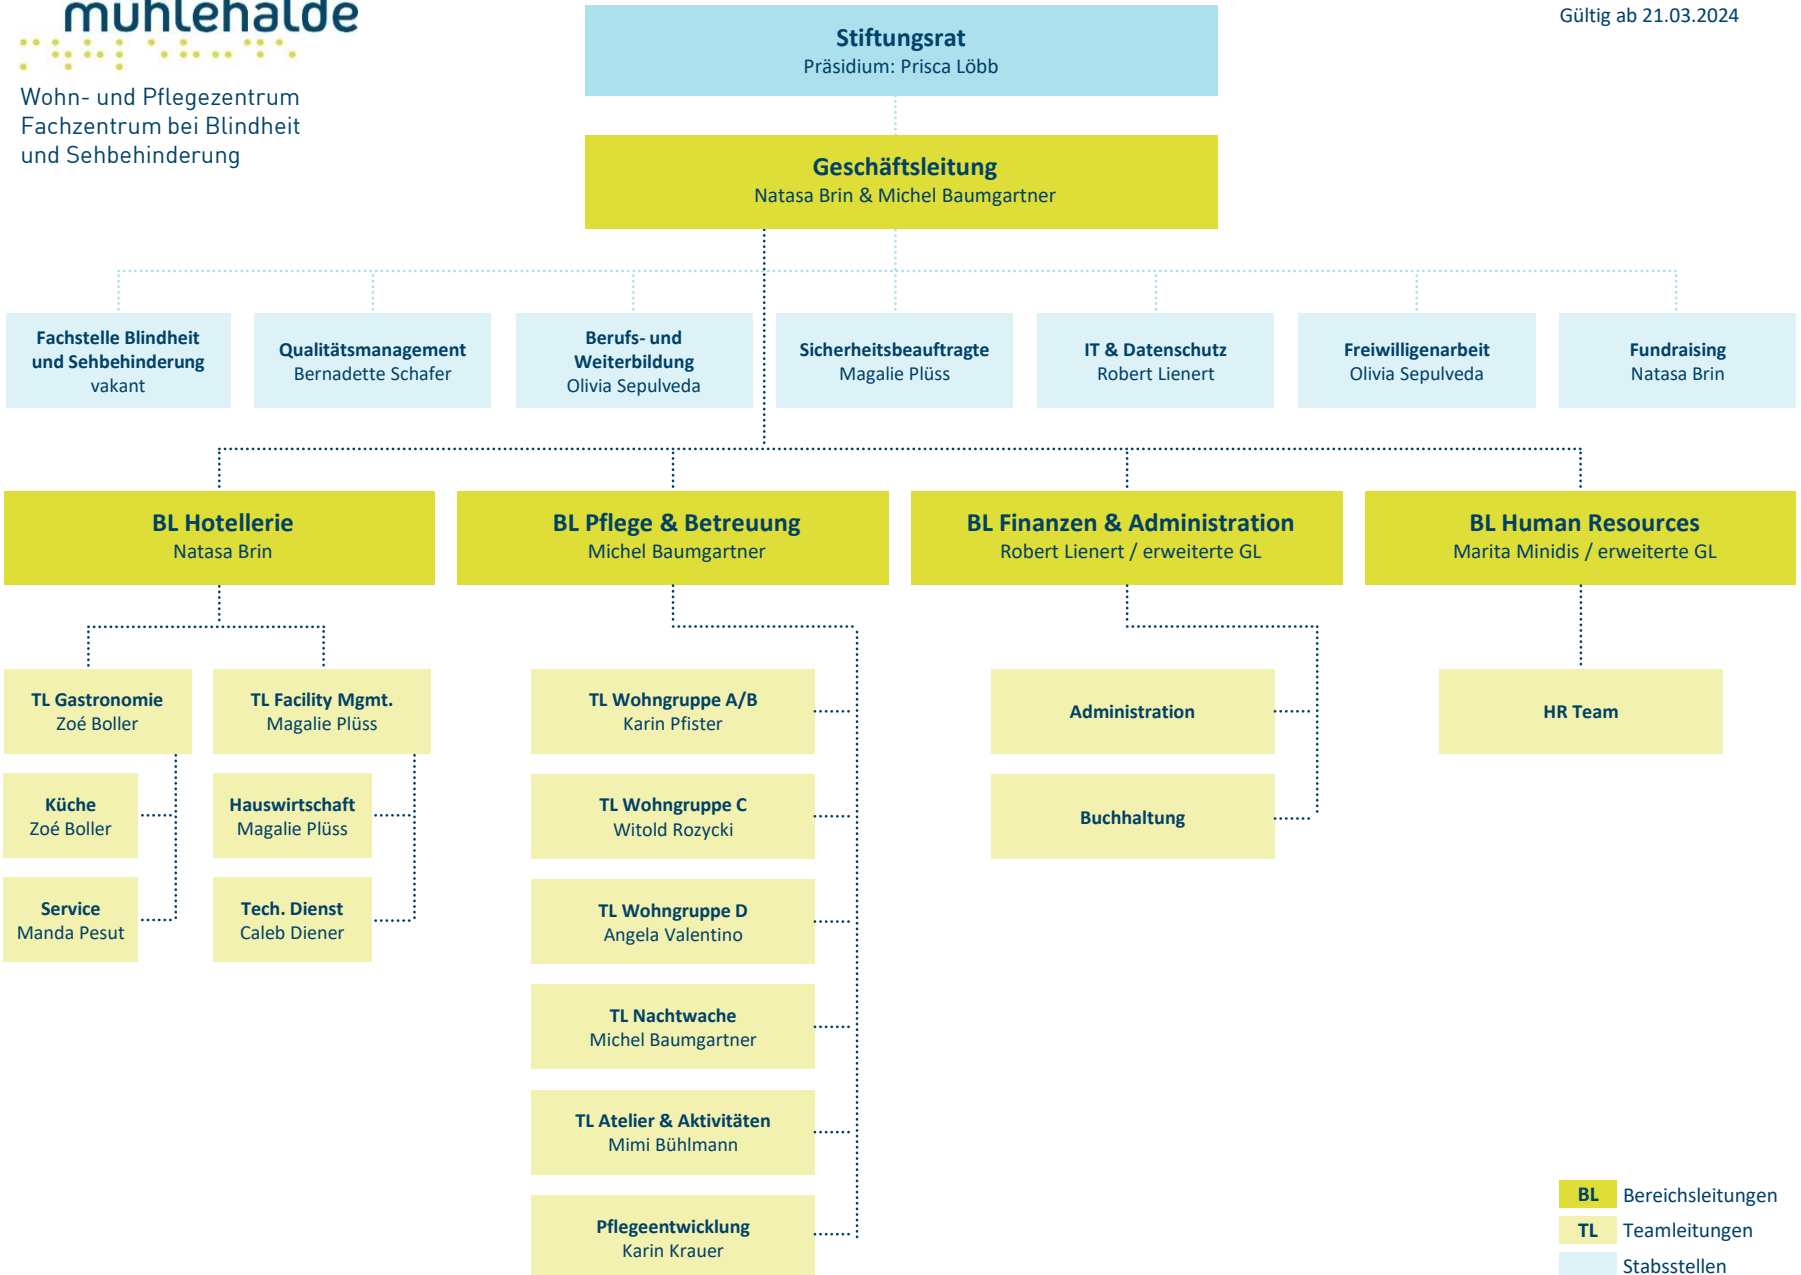 mühlehalde
Wohn- und Pflegezentrum
Fachzentrum bei Blindheit
und Sehbehinderung
Gültig ab 21.03.2024
Stiftungsrat
Präsidium: Prisca Löbb
Geschäftsleitung
Natasa Brin & Michel Baumgartner
Fachstelle Blindheit
und Sehbehinderung
vakant
Qualitätsmanagement
Bernadette Schafer
Berufs- und
Weiterbildung
Olivia Sepulveda
Sicherheitsbeauftragte
Magalie Plüss
IT & Datenschutz
Robert Lienert
Freiwilligenarbeit
Olivia Sepulveda
Fundraising
Natasa Brin
BL Hotellerie
Natasa Brin
BL Pflege & Betreuung
Michel Baumgartner
BL Finanzen & Administration
Robert Lienert / erweiterte GL
BL Human Resources
Marita Minidis / erweiterte GL
TL Gastronomie
Zoé Boller
Küche
Zoé Boller
Service
Manda Pesut
TL Facility Mgmt.
Magalie Plüss
Hauswirtschaft
Magalie Plüss
Tech. Dienst
Caleb Diener
TL Wohngruppe A/B
Karin Pfister
TL Wohngruppe C
Witold Rozycki
TL Wohngruppe D
Angela Valentino
TL Nachtwache
Michel Baumgartner
TL Atelier & Aktivitäten
Mimi Bühlmann
Pflegeentwicklung
Karin Krauer
Administration
Buchhaltung
HR Team
BL Bereichsleitungen
TL Teamleitungen
Stabsstellen